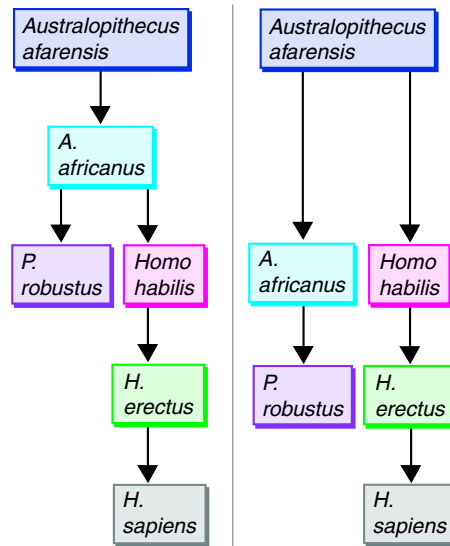 Australopithecus
afarensis
A.
africanus
P.
robustus
Homo
habilis
H.
erectus
H.
sapiens
Australopithecus
afarensis
A.
africanus
Homo
habilis
P.
robustus
H.
erectus
H.
sapiens